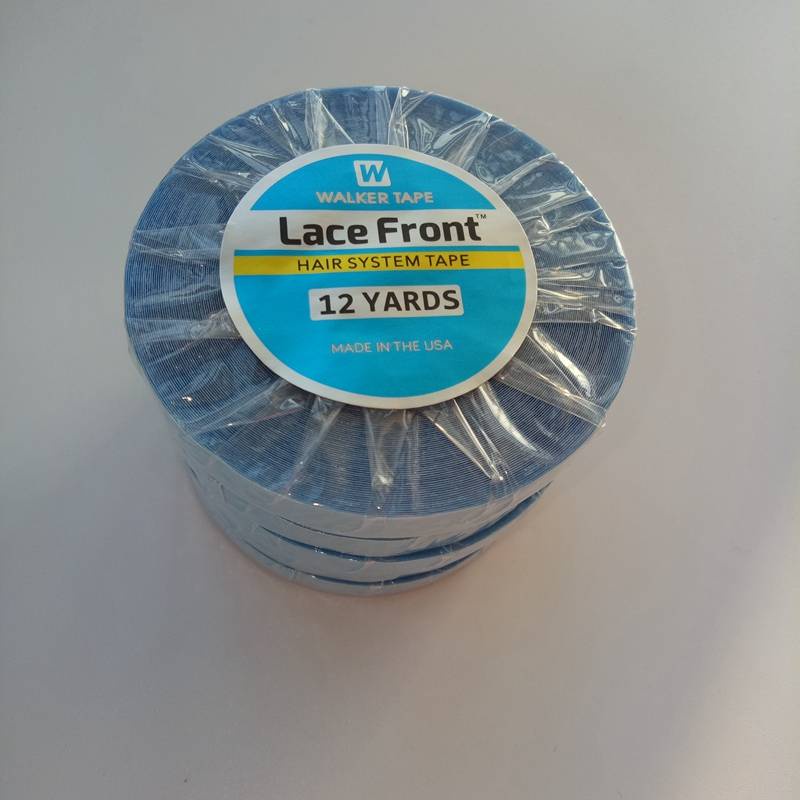 W
WALKER TAPE
Lace Front™
HAIR SYSTEM TAPE
12 YARDS
MADE IN THE USA